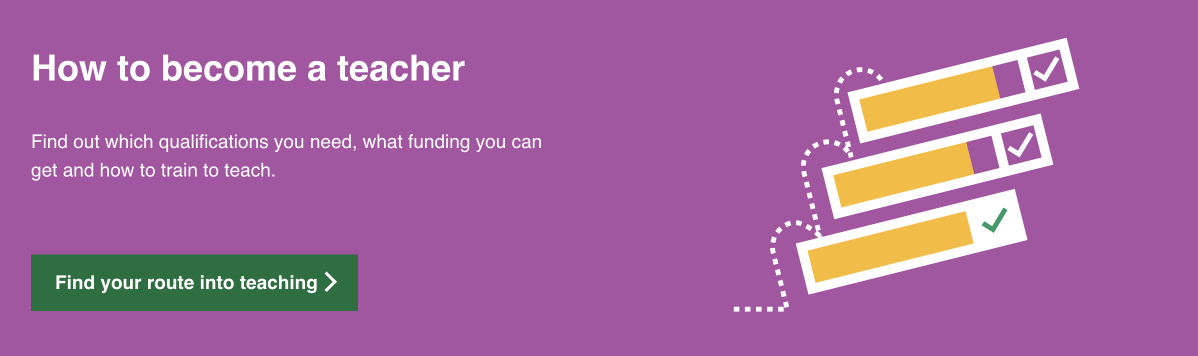 How to become a teacher
Find out which qualifications you need, what funding you can
get and how to train to teach.
Find your route into teaching